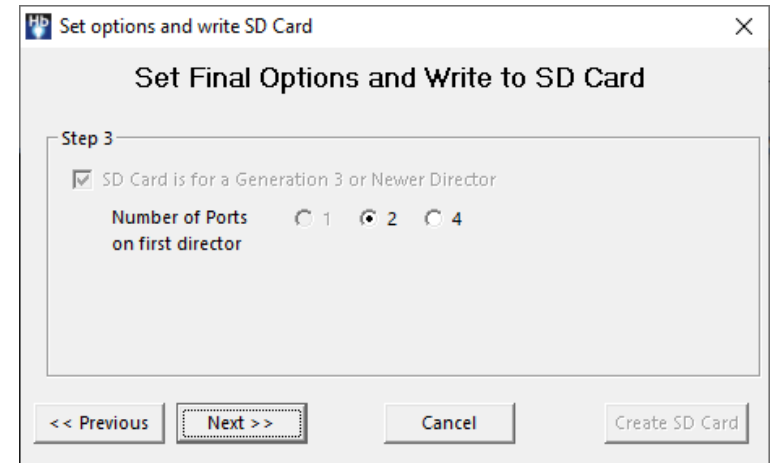 Hb
Set options and write SD Card
Set Final Options and Write to SD Card
Step 3
SD Card is for a Generation 3 or Newer Director
Number of Ports 1 2 4
on first director
<< Previous Next >> Cancel Create SD Card